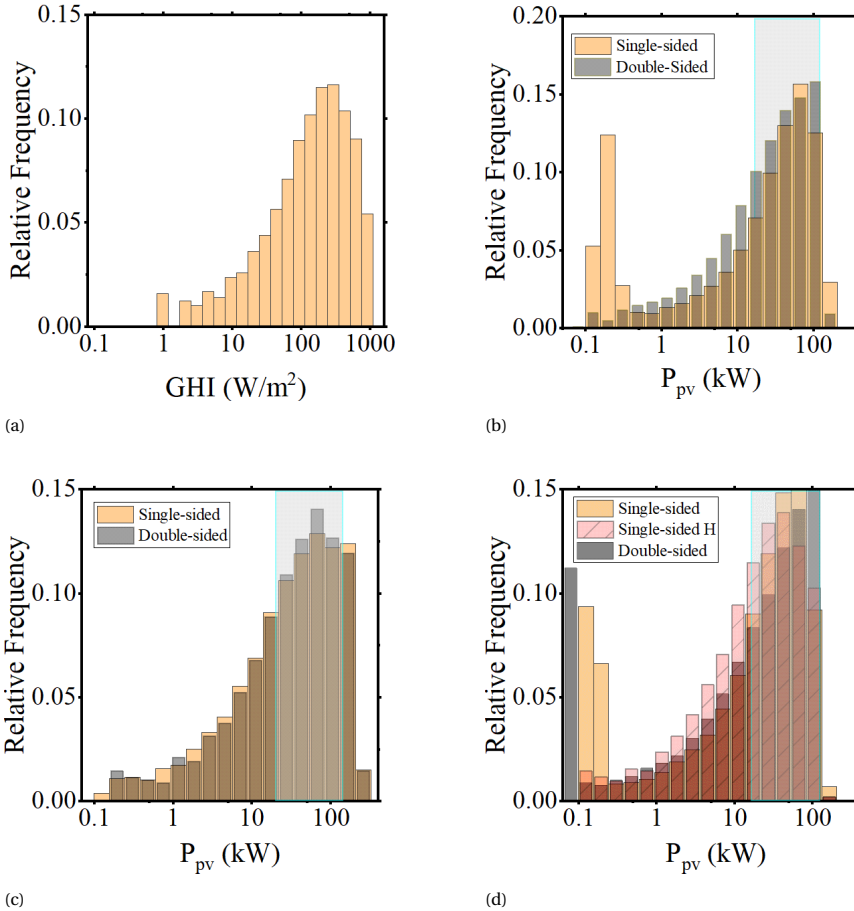 0.15
0.10
0.05
0.00
Relative Frequency
0.1 1 10 100 1000
GHI (W/m²)
(a)
0.20
0.15
0.10
0.05
0.00
Relative Frequency
Single-sided
Double-Sided
0.1 1 10 100
P_pv (kW)
(b)
0.15
0.10
0.05
0.00
Relative Frequency
Single-sided
Double-sided
0.1 1 10 100
P_pv (kW)
(c)
0.15
0.10
0.05
0.00
Relative Frequency
Single-sided
Single-sided H
Double-sided
0.1 1 10 100
P_pv (kW)
(d)